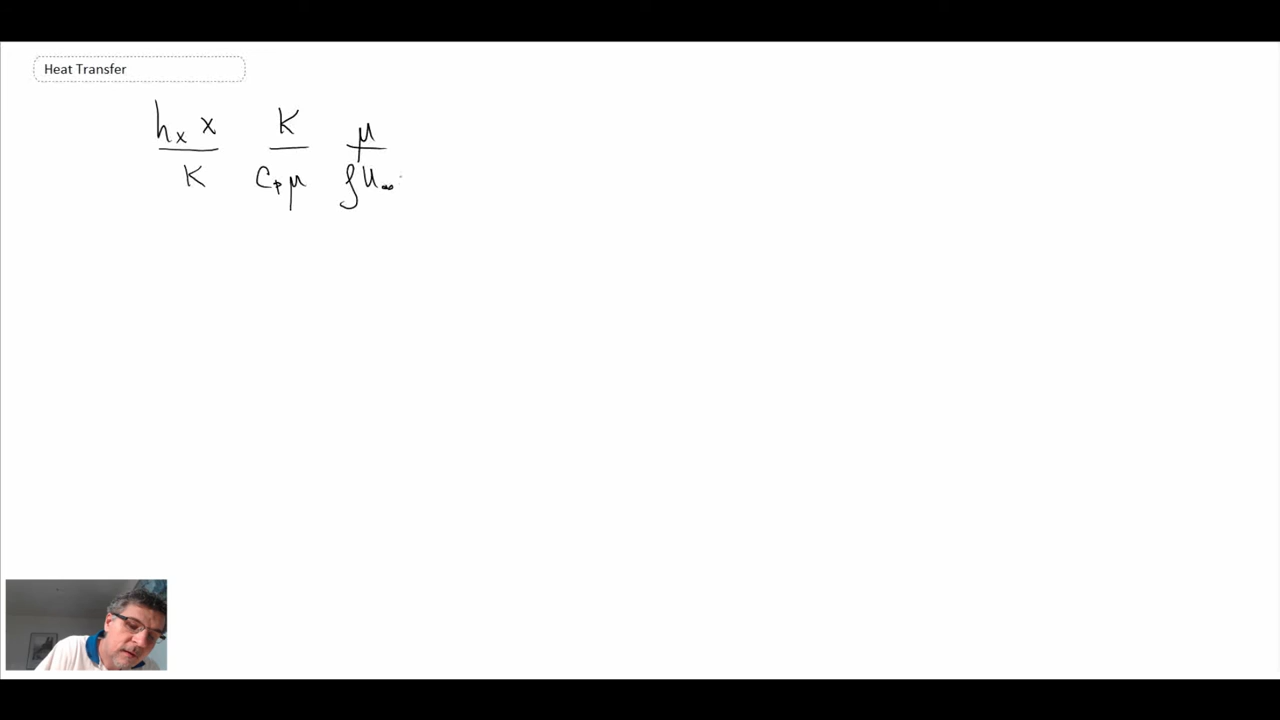 Heat Transfer
hₓ x K μ
K Cₚ μ ρ u∞